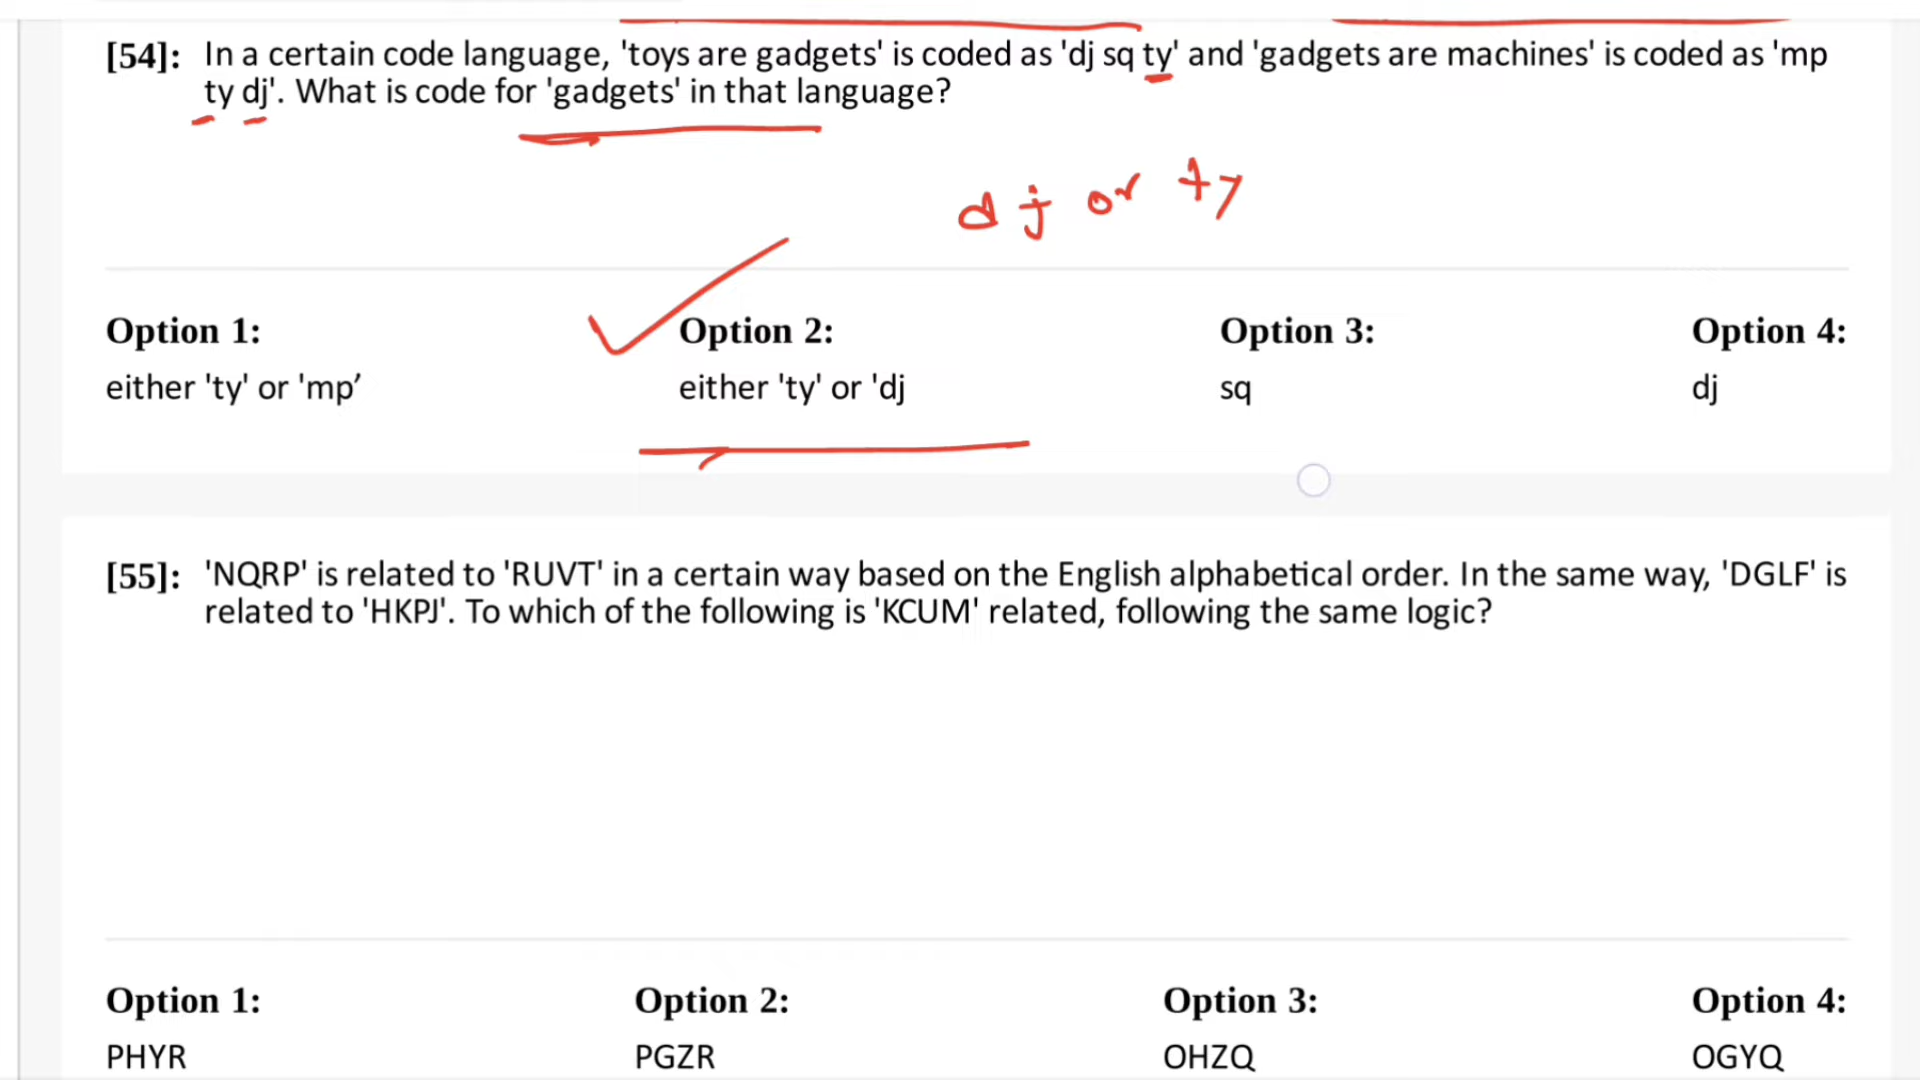 [54]: In a certain code language, 'toys are gadgets' is coded as 'dj sq ty' and 'gadgets are machines' is coded as 'mp
ty dj'. What is code for 'gadgets' in that language?
dj or ty
Option 1: Option 2: Option 3: Option 4:
either 'ty' or 'mp’ either 'ty' or 'dj sq dj
[55]: 'NQRP' is related to 'RUVT' in a certain way based on the English alphabetical order. In the same way, 'DGLF' is
related to 'HKPJ'. To which of the following is 'KCUM' related, following the same logic?
Option 1: Option 2: Option 3: Option 4:
PHYR PGZR OHZQ OGYQ